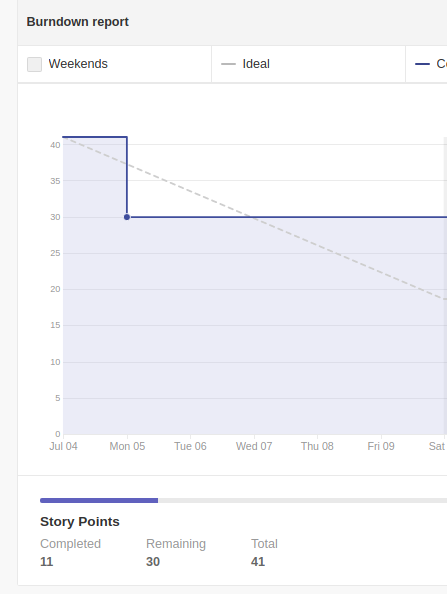 Burndown report
Weekends
Ideal
40
35
30
25
20
15
10
5
0
Jul 04 Mon 05 Tue 06 Wed 07 Thu 08 Fri 09 Sat
Story Points
Completed Remaining Total
11 30 41